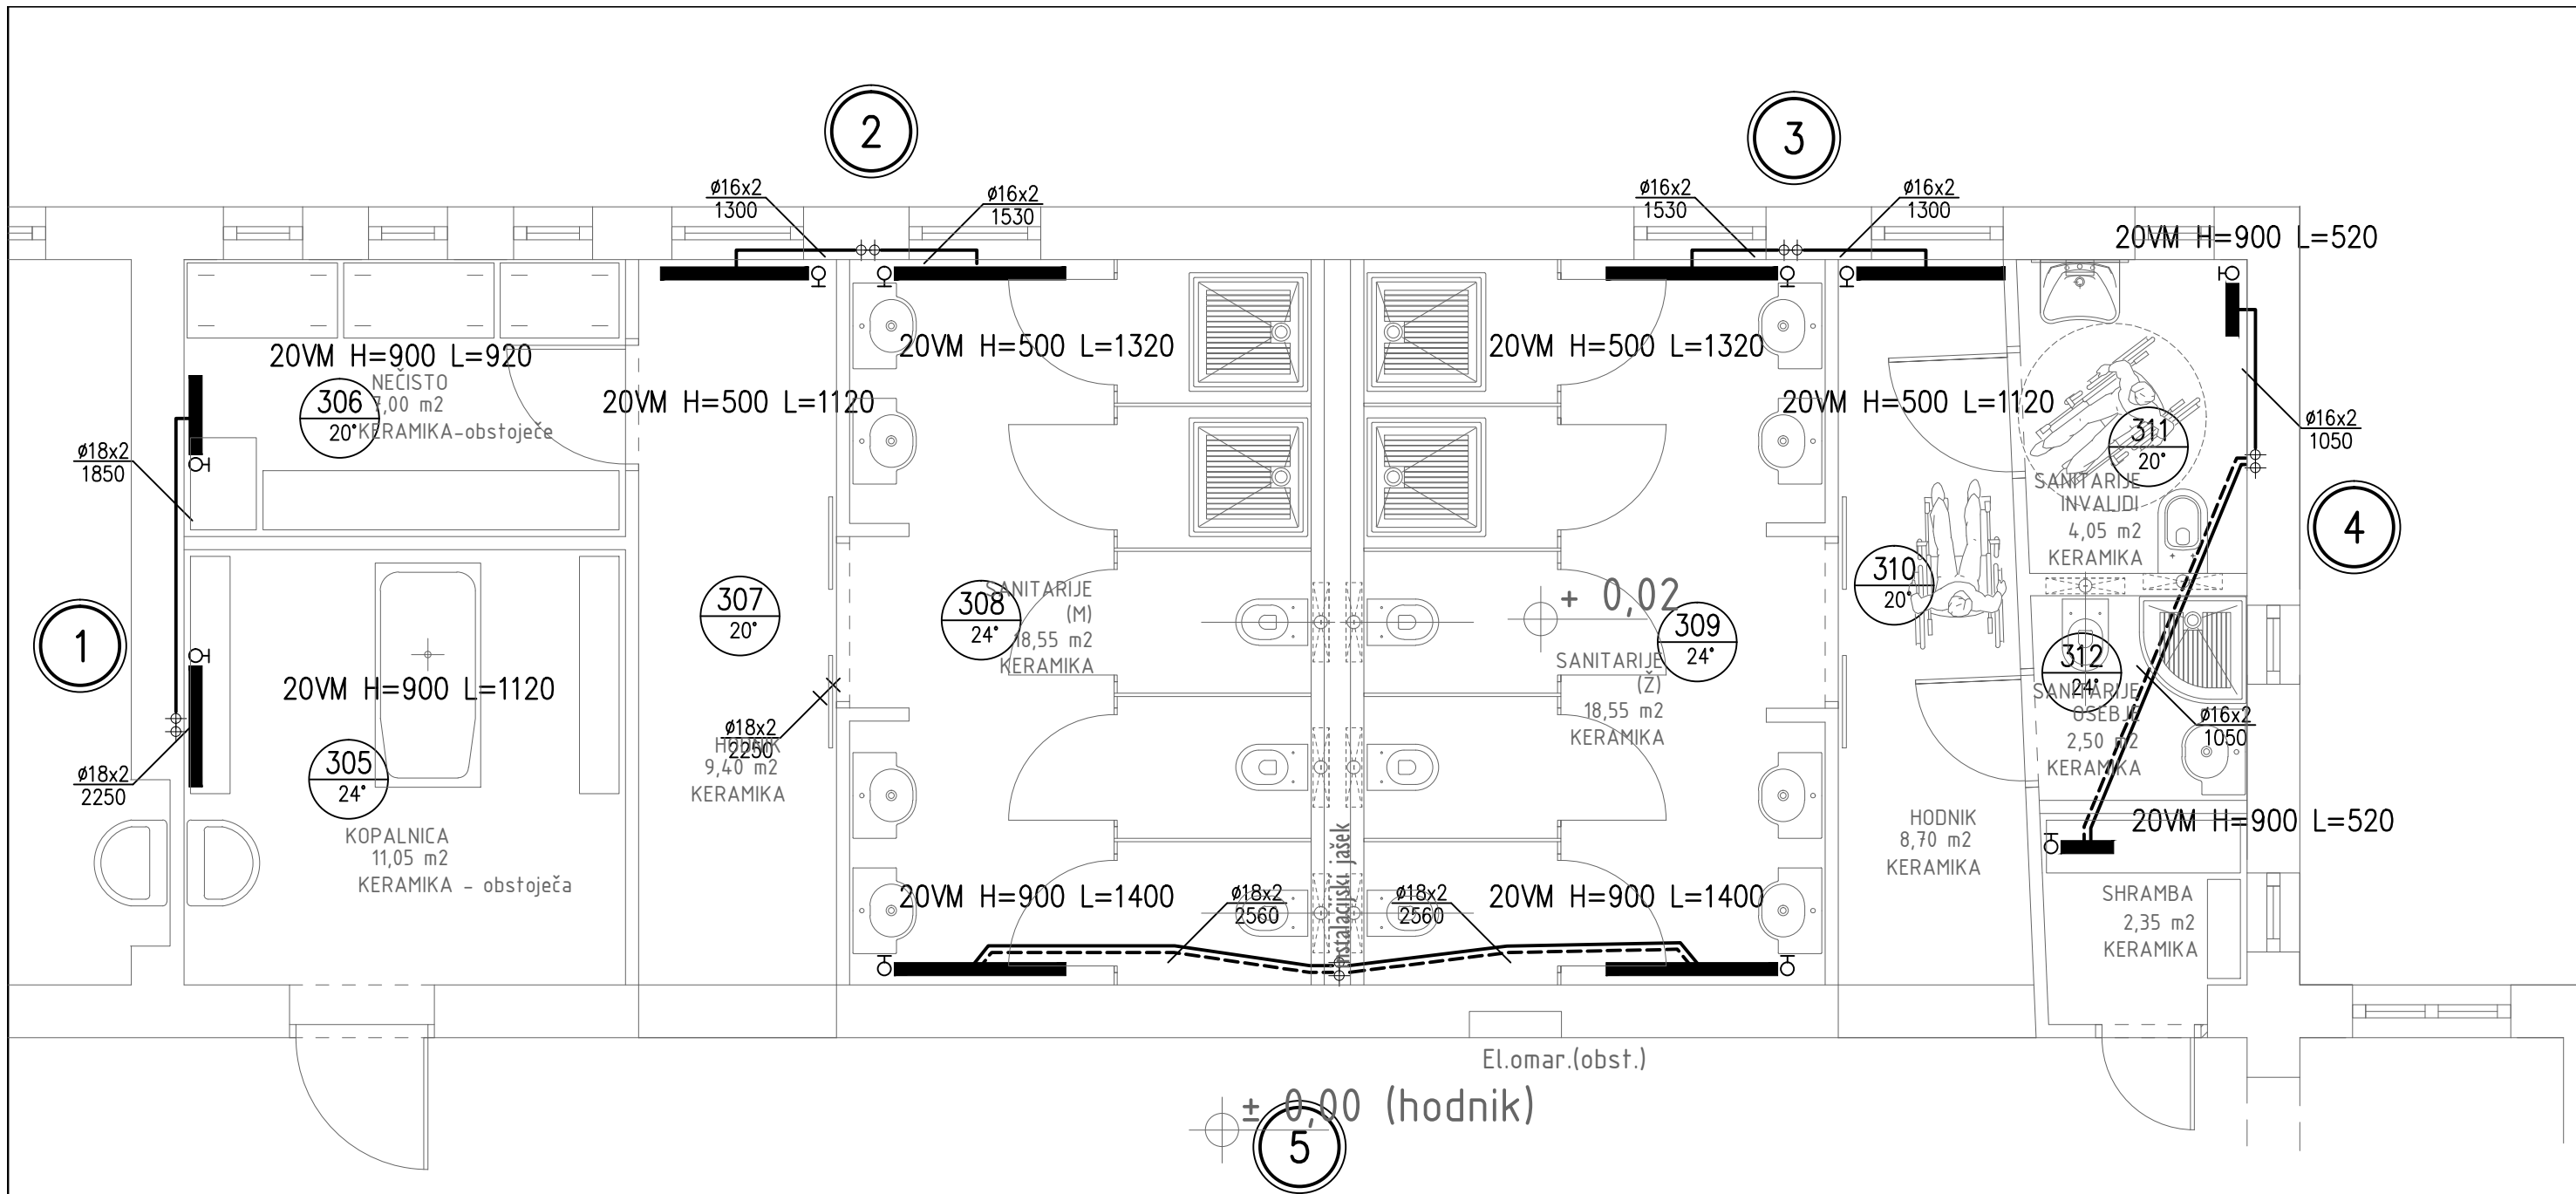 2
3
ø16x2
1300
ø16x2
1530
ø16x2
1530
ø16x2
1300
20VM H=900 L=520
20VM H=900 L=920
NEČISTO
7,00 m2
KERAMIKA-obstoječe
306
20°
20VM H=500 L=1320
20VM H=500 L=1320
20VM H=500 L=1120
20VM H=500 L=1120
ø16x2
1050
311
20°
SANITARIJE
INVALIDI
4,05 m2
KERAMIKA
ø18x2
1850
4
1
307
20°
308
24°
SANITARIJE
(M)
18,55 m2
KERAMIKA
+ 0,02
309
24°
SANITARIJE
(Ž)
18,55 m2
KERAMIKA
310
20°
312
24°
SANITARIJE
OSEBJE
2,50 m2
KERAMIKA
ø16x2
1050
20VM H=900 L=1120
ø18x2
2250
HODNIK
9,40 m2
KERAMIKA
ø18x2
2250
305
24°
KOPALNICA
11,05 m2
KERAMIKA - obstoječa
20VM H=900 L=520
HODNIK
8,70 m2
KERAMIKA
20VM H=900 L=1400
ø18x2
2560
instalacijski jašek
ø18x2
2560
20VM H=900 L=1400
SHRAMBA
2,35 m2
KERAMIKA
El.omar.(obst.)
± 0,00 (hodnik)
5